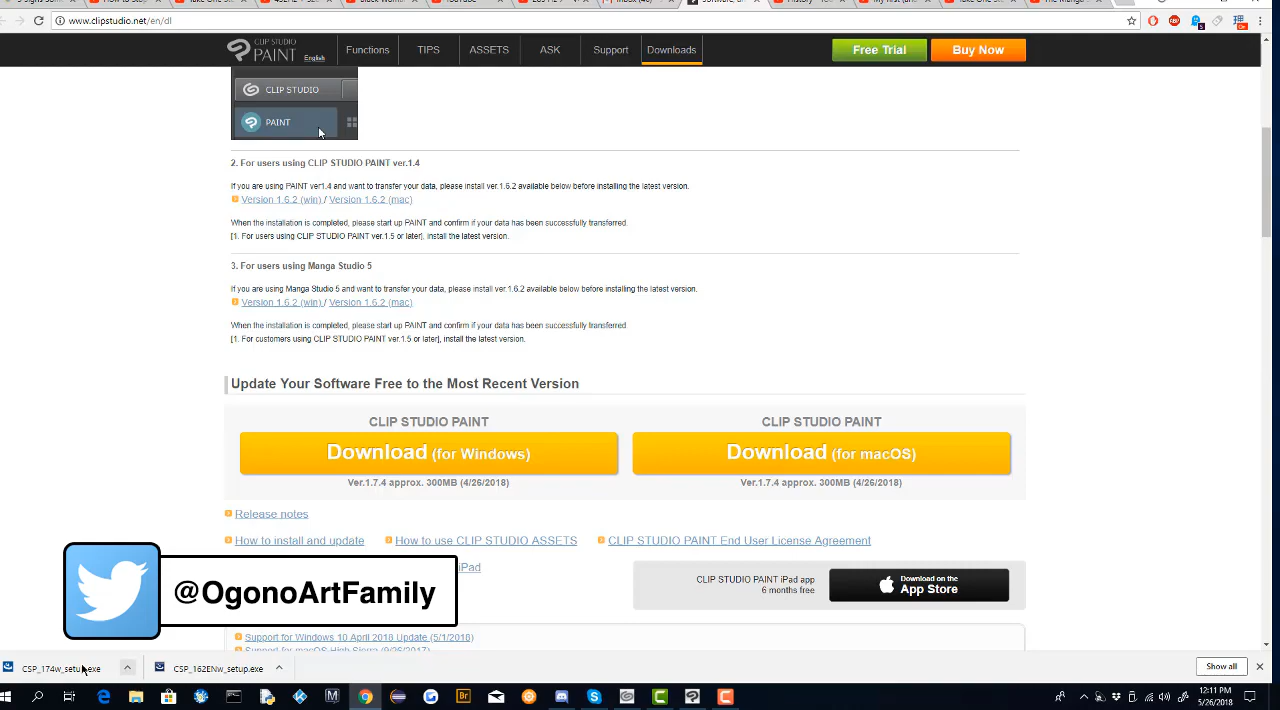 www.clipstudio.net/en/dl
CLIP STUDIO PAINT English
Functions
TIPS
ASSETS
ASK
Support
Downloads
Free Trial
Buy Now
CLIP STUDIO
PAINT
2. For users using CLIP STUDIO PAINT ver.1.4
If you are using PAINT ver1.4 and want to transfer your data, please install ver.1.6.2 available below before installing the latest version.
Version 1.6.2 (win) / Version 1.6.2 (mac)
When the installation is completed, please start up PAINT and confirm if your data has been successfully transferred.
[1. For users using CLIP STUDIO PAINT ver.1.5 or later], install the latest version.
3. For users using Manga Studio 5
If you are using Manga Studio 5 and want to transfer your data, please install ver.1.6.2 available below before installing the latest version.
Version 1.6.2 (win) / Version 1.6.2 (mac)
When the installation is completed, please start up PAINT and confirm if your data has been successfully transferred.
[1. For customers using CLIP STUDIO PAINT ver.1.5 or later], install the latest version.
Update Your Software Free to the Most Recent Version
CLIP STUDIO PAINT
CLIP STUDIO PAINT
Download (for Windows)
Download (for macOS)
Ver.1.7.4 approx. 300MB (4/26/2018)
Ver.1.7.4 approx. 300MB (4/26/2018)
Release notes
How to install and update
How to use CLIP STUDIO ASSETS
CLIP STUDIO PAINT End User License Agreement
iPad
CLIP STUDIO PAINT iPad app
6 months free
Download on the
App Store
@OgonoArtFamily
Support for Windows 10 April 2018 Update (5/1/2018)
Support for macOS High Sierra (9/26/2017)
CSP_174w_setup.exe
CSP_162ENw_setup.exe
Show all
12:11 PM
5/26/2018